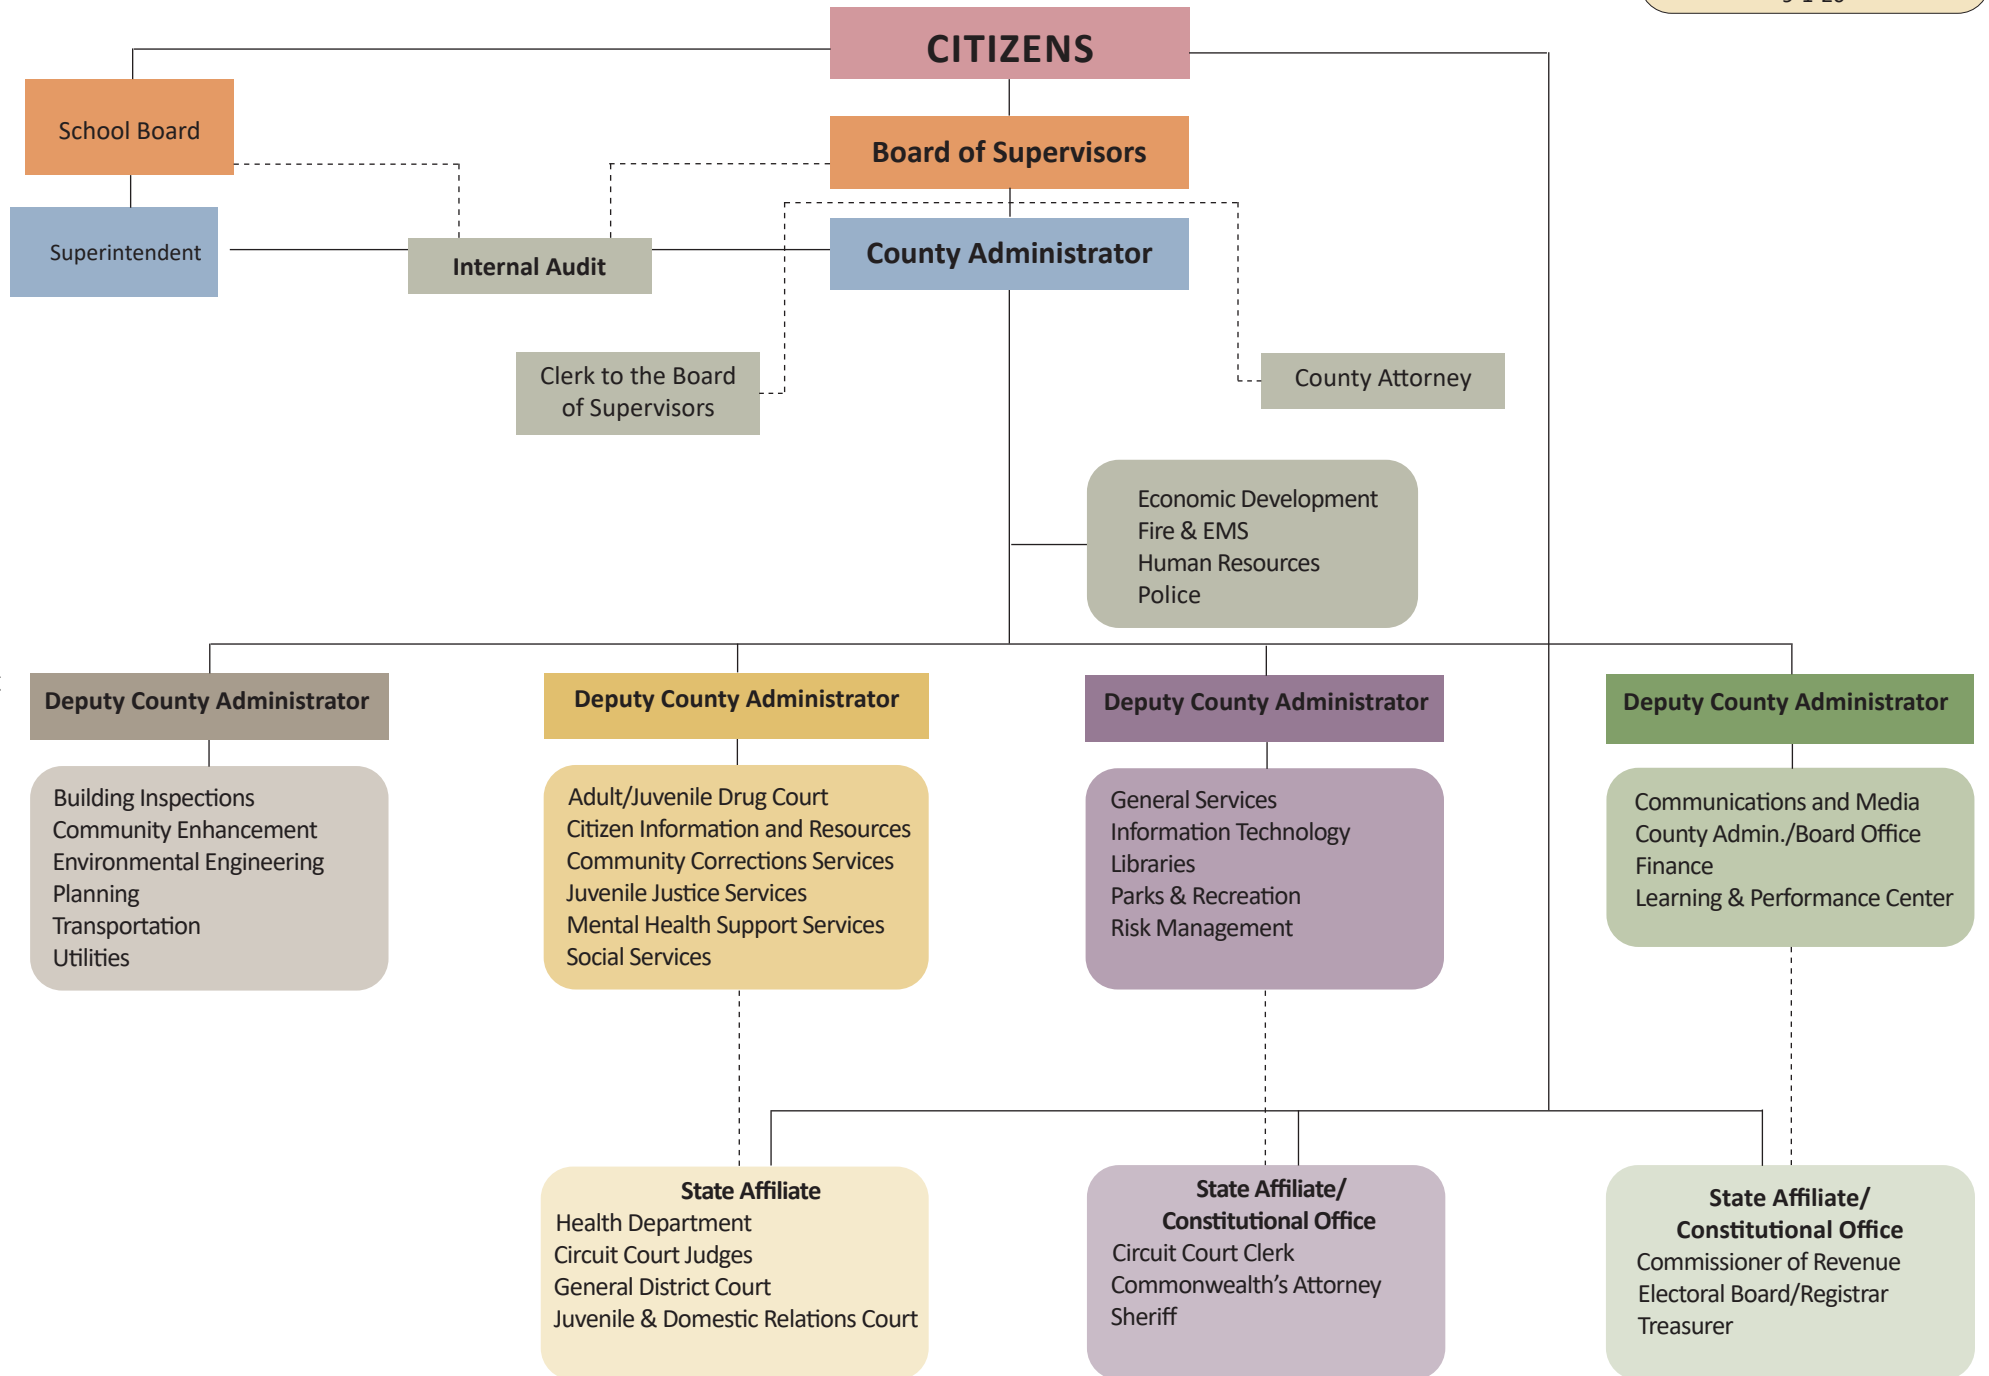 CITIZENS
School Board
Board of Supervisors
Superintendent
Internal Audit
County Administrator
Clerk to the Board
of Supervisors
County Attorney
Economic Development
Fire & EMS
Human Resources
Police
Deputy County Administrator
Building Inspections
Community Enhancement
Environmental Engineering
Planning
Transportation
Utilities
Deputy County Administrator
Adult/Juvenile Drug Court
Citizen Information and Resources
Community Corrections Services
Juvenile Justice Services
Mental Health Support Services
Social Services
Deputy County Administrator
General Services
Information Technology
Libraries
Parks & Recreation
Risk Management
Deputy County Administrator
Communications and Media
County Admin./Board Office
Finance
Learning & Performance Center
State Affiliate
Health Department
Circuit Court Judges
General District Court
Juvenile & Domestic Relations Court
State Affiliate/
Constitutional Office
Circuit Court Clerk
Commonwealth’s Attorney
Sheriff
State Affiliate/
Constitutional Office
Commissioner of Revenue
Electoral Board/Registrar
Treasurer